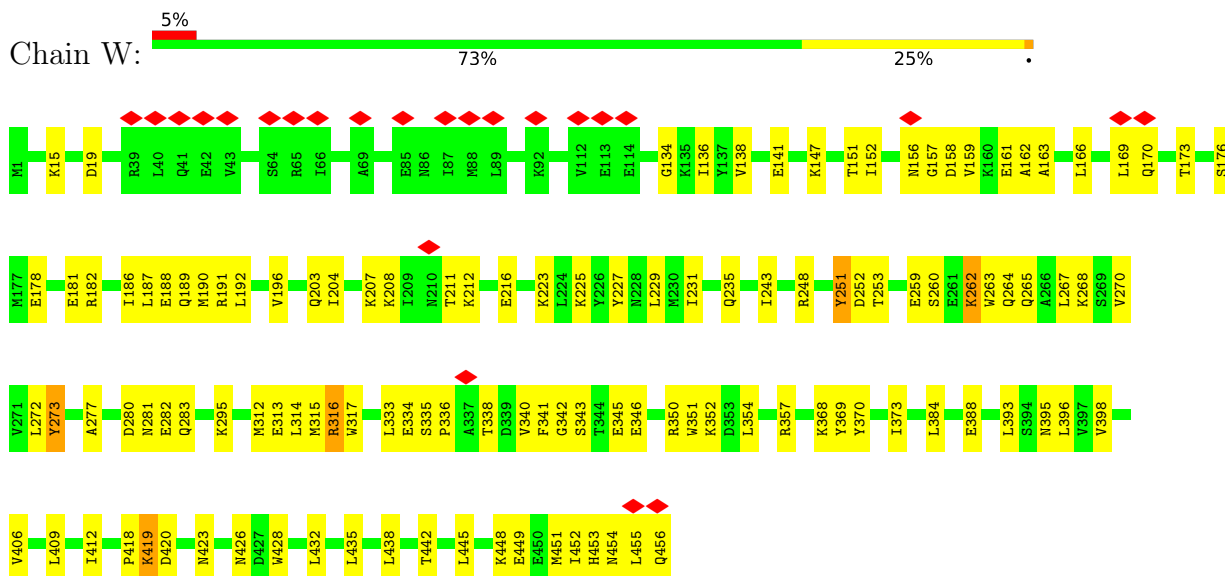 5%
Chain W:
73% 25% •
M1 K15 D19 R39 L40 Q41 E42 V43 S64 R65 I66 A69 E85 N86 I87 M88 L89 K92 V112 E113 E114 G134 K135 I136 Y137 V138 E141 K147 T151 I152 N156 G157 D158 V159 K160 E161 A162 A163 L166 L169 Q170 T173 S176
M177 E178 E181 R182 I186 L187 E188 Q189 M190 R191 L192 V196 Q203 I204 K207 K208 I209 N210 T211 K212 E216 K223 L224 K225 Y226 Y227 N228 L229 M230 I231 Q235 I243 R248 Y251 D252 T253 E259 S260 E261 K262 W263 Q264 Q265 A266 L267 K268 S269 V270
V271 L272 Y273 A277 D280 N281 E282 Q283 K295 M312 E313 L314 M315 R316 W317 L333 E334 S335 P336 A337 T338 D339 V340 F341 G342 S343 T344 E345 E346 R350 W351 K352 D353 L354 R357 K368 Y369 Y370 I373 L384 E388 L393 S394 N395 L396 V397 V398
V406 L409 I412 P418 K419 D420 N423 N426 D427 W428 L432 L435 L438 T442 L445 K448 E449 E450 M451 I452 H453 N454 L455 Q456